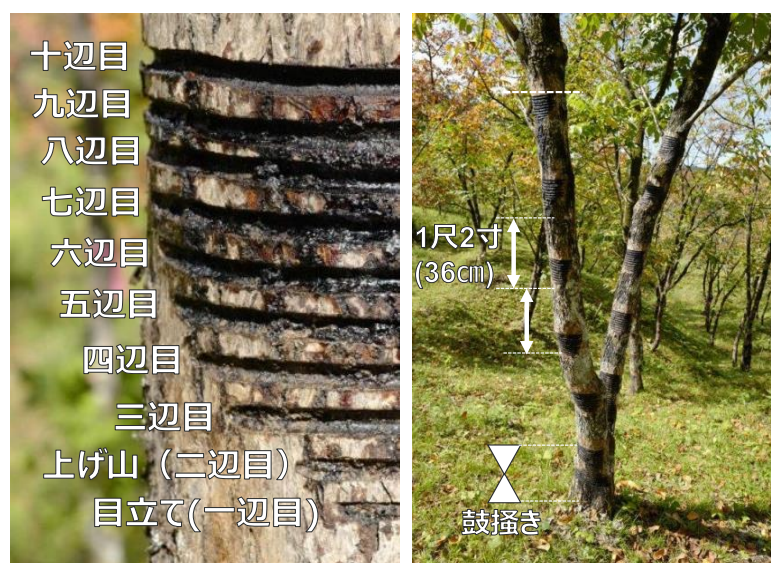 十辺目
九辺目
八辺目
七辺目
六辺目
五辺目
四辺目
三辺目
上げ山（二辺目）
目立て(一辺目)
1尺2寸
(36㎝)
鼓掻き